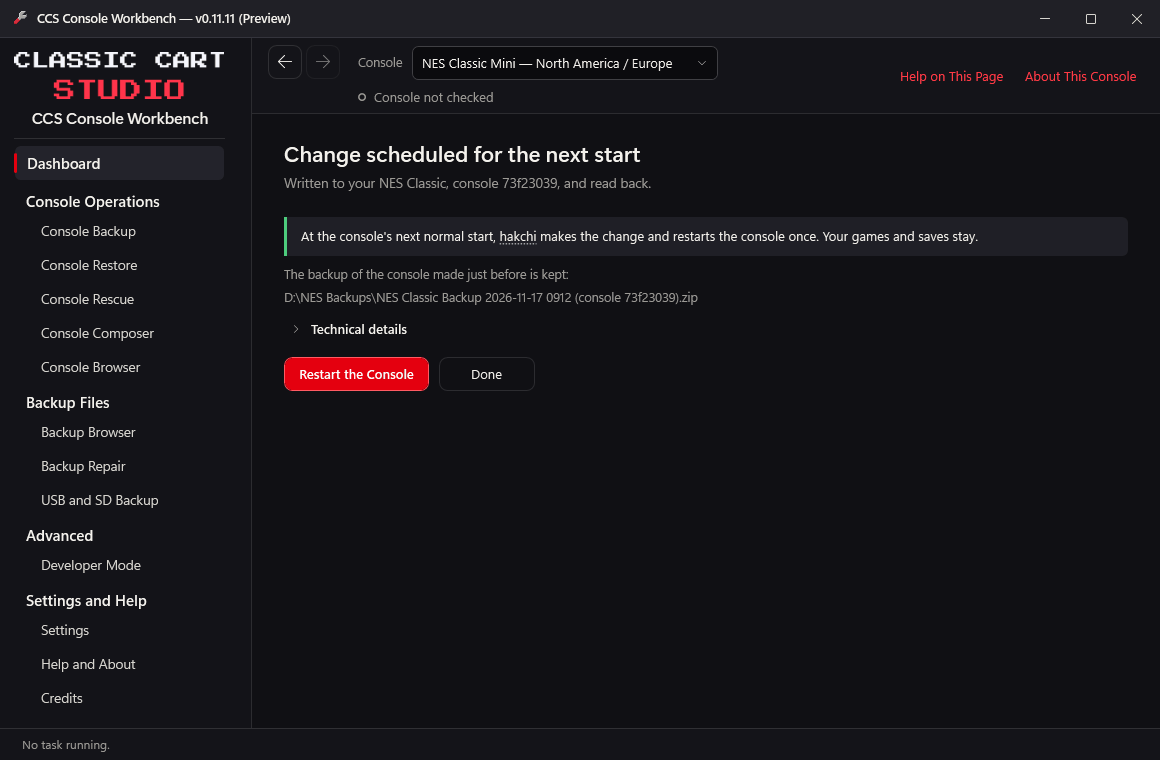 CCS Console Workbench — v0.11.11 (Preview)
CLASSIC CART
STUDIO
CCS Console Workbench
Dashboard
Console Operations
Console Backup
Console Restore
Console Rescue
Console Composer
Console Browser
Backup Files
Backup Browser
Backup Repair
USB and SD Backup
Advanced
Developer Mode
Settings and Help
Settings
Help and About
Credits
Console
NES Classic Mini — North America / Europe
Console not checked
Help on This Page
About This Console
Change scheduled for the next start
Written to your NES Classic, console 73f23039, and read back.
At the console's next normal start, hakchi makes the change and restarts the console once. Your games and saves stay.
The backup of the console made just before is kept:
D:\NES Backups\NES Classic Backup 2026-11-17 0912 (console 73f23039).zip
Technical details
Restart the Console
Done
No task running.